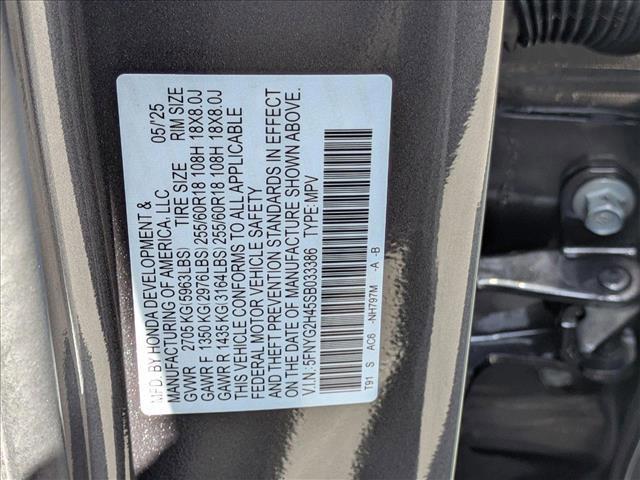 MFD. BY HONDA DEVELOPMENT & 05/25
MANUFACTURING OF AMERICA, LLC
GVWR 2705 KG(5963LBS) TIRE SIZE RIM SIZE
GAWR F 1350 KG(2976LBS) 255/60R18 108H 18X8.0J
GAWR R 1435 KG(3164LBS) 255/60R18 108H 18X8.0J
THIS VEHICLE CONFORMS TO ALL APPLICABLE
FEDERAL MOTOR VEHICLE SAFETY
AND THEFT PREVENTION STANDARDS IN EFFECT
ON THE DATE OF MANUFACTURE SHOWN ABOVE.
V.I.N.:5FNYG2H45SB033386 TYPE:MPV
T91 S AC6 -NH797M -A -B